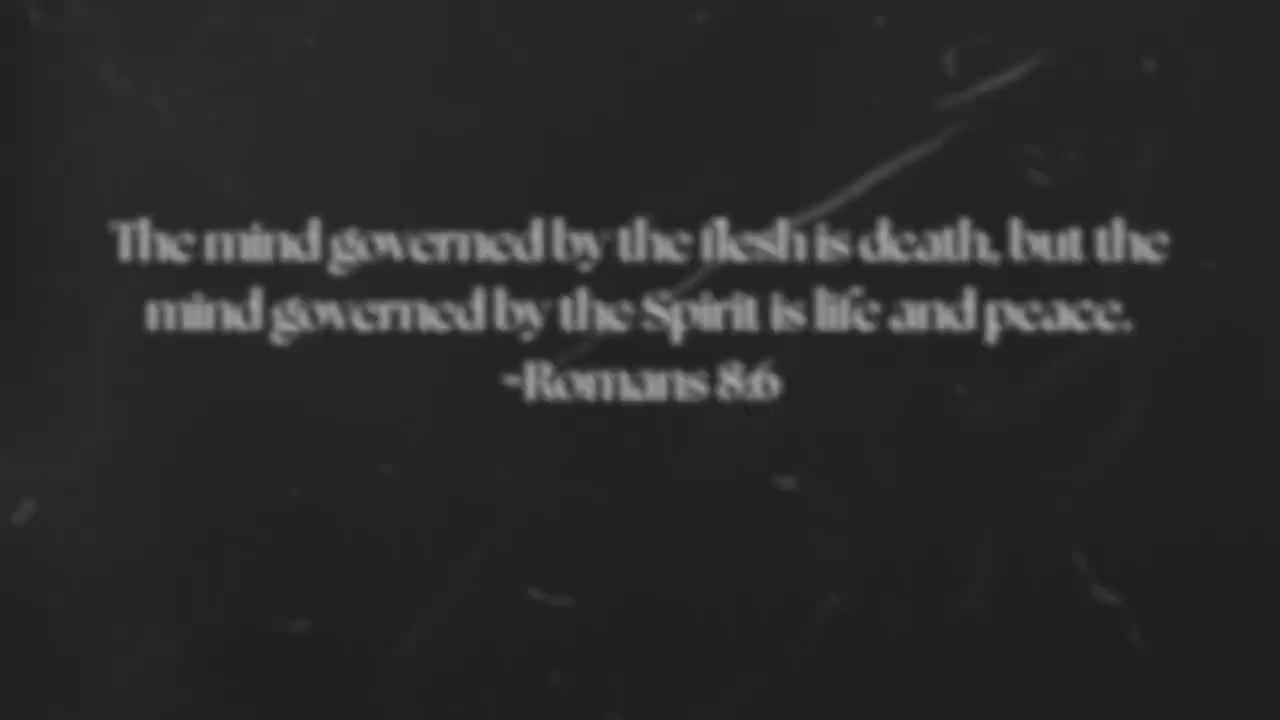 The mind governed by the flesh is death, but the
mind governed by the Spirit is life and peace.
-Romans 8:6